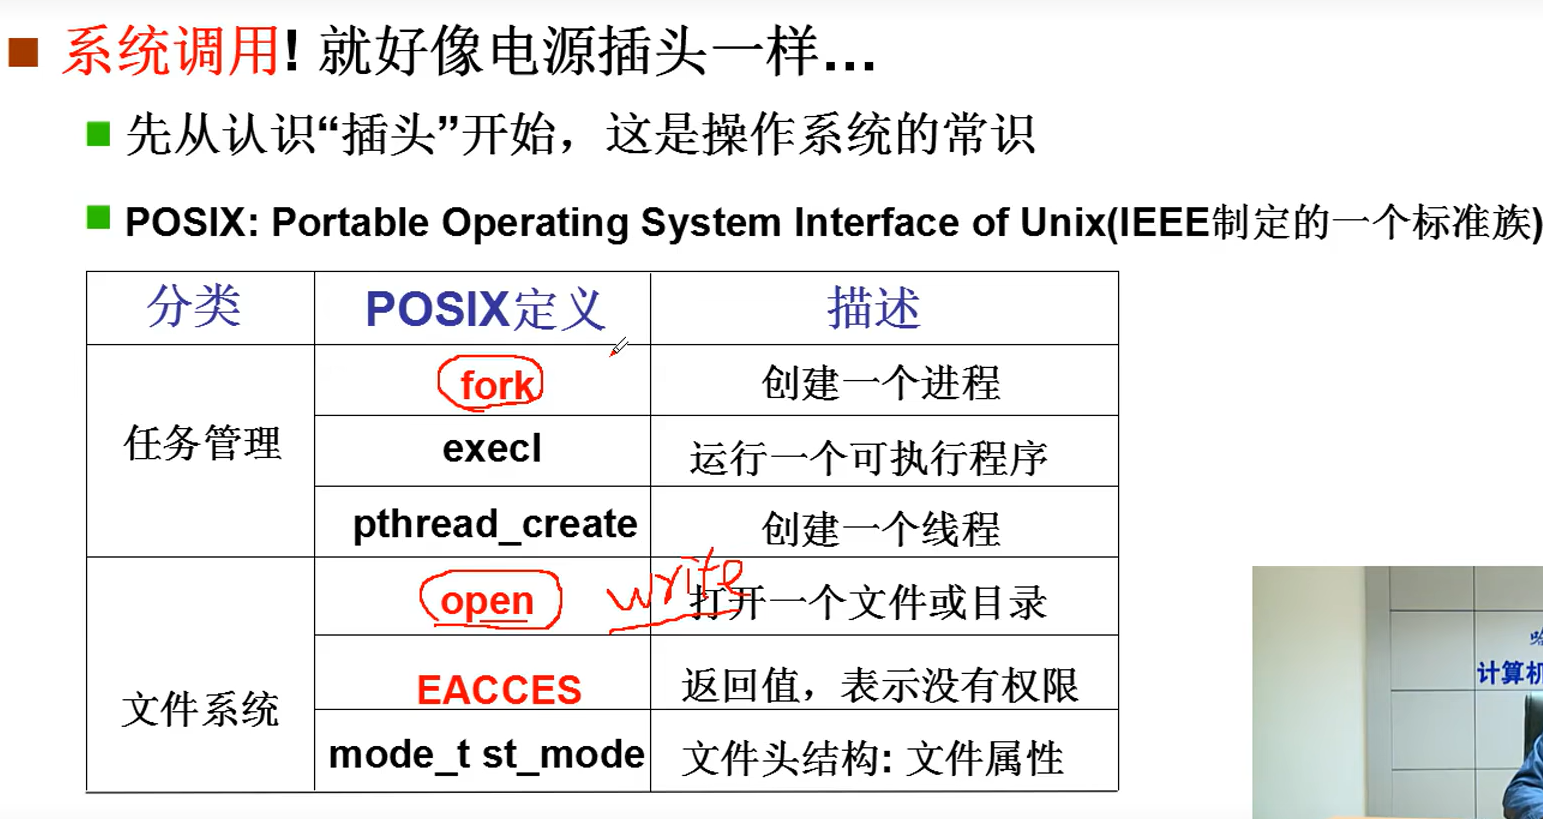 系统调用! 就好像电源插头一样…
先从认识“插头”开始，这是操作系统的常识
POSIX: Portable Operating System Interface of Unix(IEEE制定的一个标准族)
分类 POSIX定义 描述
任务管理
fork 创建一个进程
execl 运行一个可执行程序
pthread_create 创建一个线程
文件系统
open write 打开一个文件或目录
EACCES 返回值，表示没有权限
mode_t st_mode 文件头结构: 文件属性
计算机